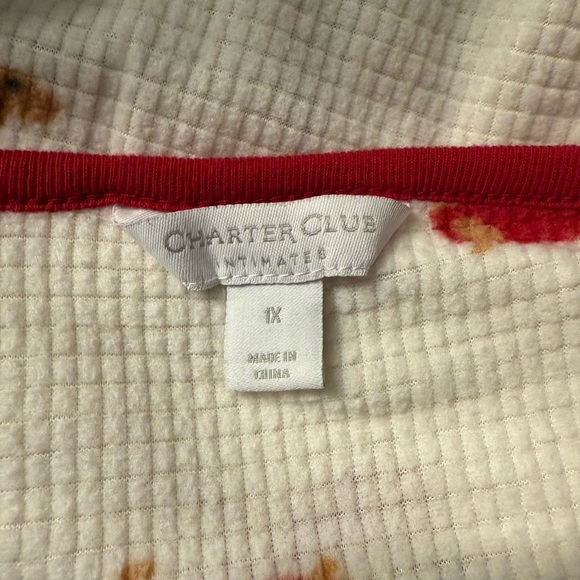 CHARTER CLUB
INTIMATES
1X
MADE IN
CHINA